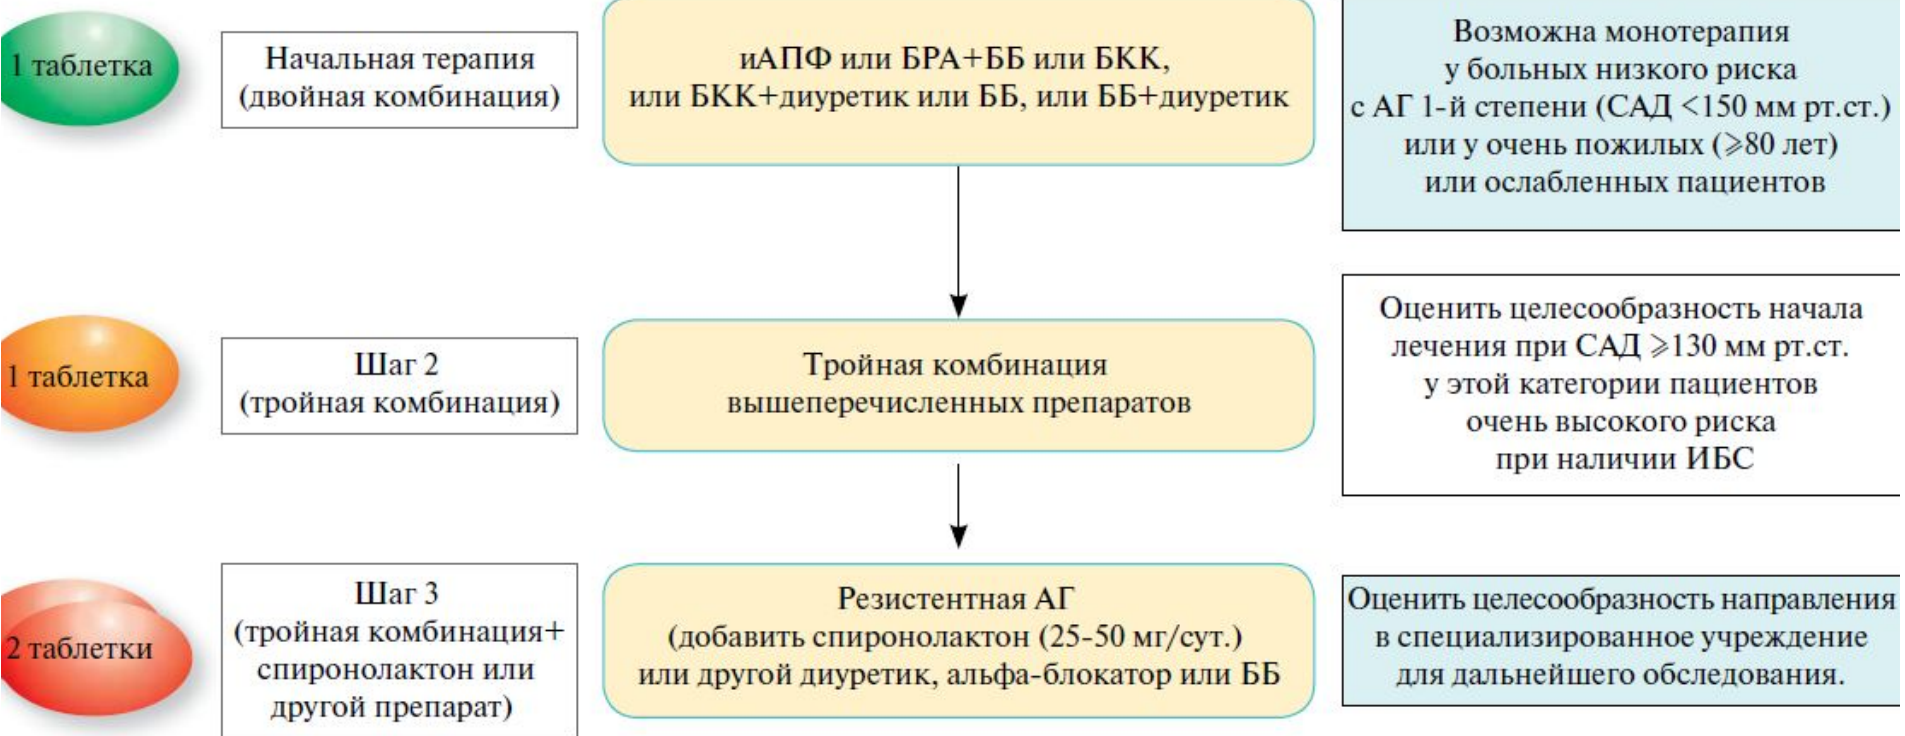 1 таблетка
Начальная терапия
(двойная комбинация)
иАПФ или БРА+ББ или БКК,
или БКК+диуретик или ББ, или ББ+диуретик
Возможна монотерапия
у больных низкого риска
с АГ 1-й степени (САД <150 мм рт.ст.)
или у очень пожилых (⩾80 лет)
или ослабленных пациентов
1 таблетка
Шаг 2
(тройная комбинация)
Тройная комбинация
вышеперечисленных препаратов
Оценить целесообразность начала
лечения при САД ⩾130 мм рт.ст.
у этой категории пациентов
очень высокого риска
при наличии ИБС
2 таблетки
Шаг 3
(тройная комбинация+
спиронолактон или
другой препарат)
Резистентная АГ
(добавить спиронолактон (25-50 мг/сут.)
или другой диуретик, альфа-блокатор или ББ
Оценить целесообразность направления
в специализированное учреждение
для дальнейшего обследования.